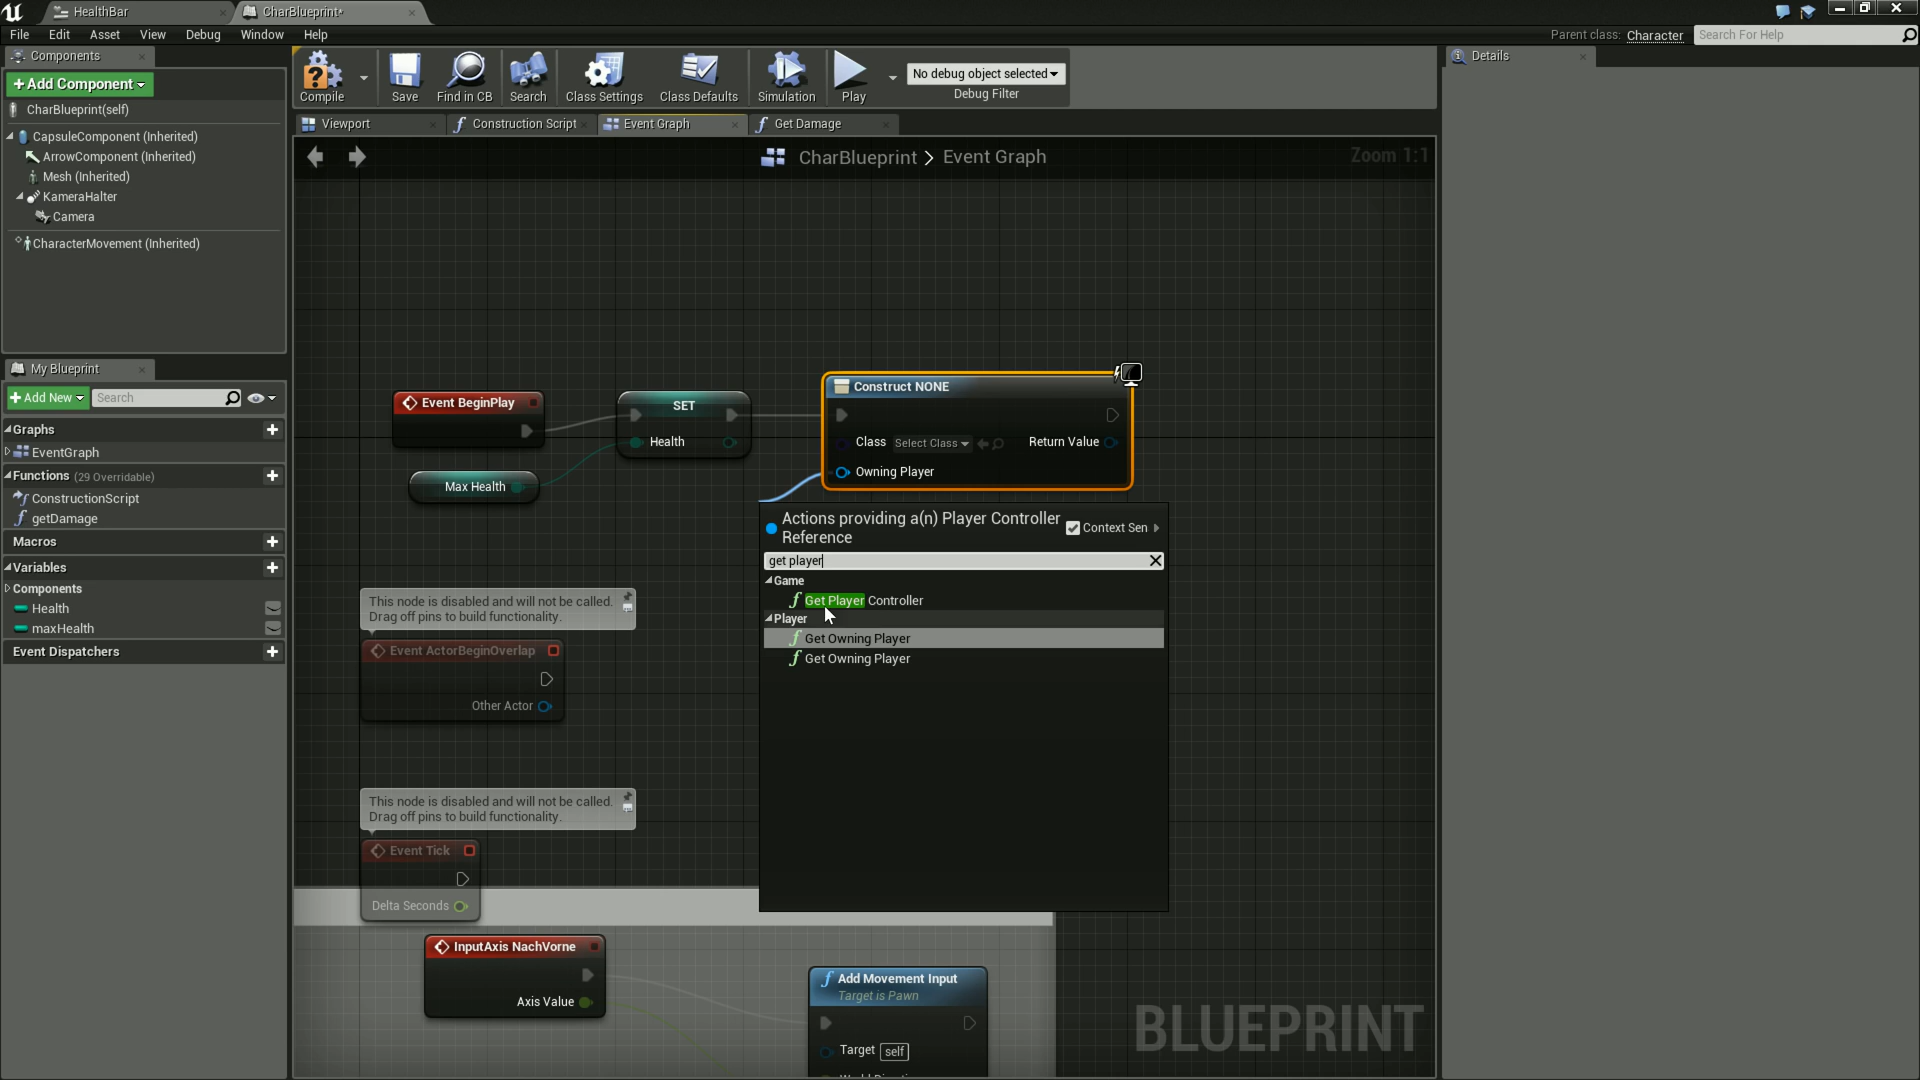 HealthBar
CharBlueprint*
File Edit Asset View Debug Window Help
Parent class: Character
Search For Help
Components
+Add Component
CharBlueprint(self)
CapsuleComponent (Inherited)
ArrowComponent (Inherited)
Mesh (Inherited)
KameraHalter
Camera
CharacterMovement (Inherited)
My Blueprint
+Add New
Search
Graphs
EventGraph
Functions (29 Overridable)
ConstructionScript
getDamage
Macros
Variables
Components
Health
maxHealth
Event Dispatchers
Compile
Save
Find in CB
Search
Class Settings
Class Defaults
Simulation
Play
No debug object selected
Debug Filter
Viewport
Construction Script
Event Graph
Get Damage
CharBlueprint > Event Graph
Zoom 1:1
Event BeginPlay
SET
Health
Max Health
Construct NONE
Class Select Class
Return Value
Owning Player
Actions providing a(n) Player Controller
Reference
Context Sen
get player
Game
Get Player Controller
Player
Get Owning Player
Get Owning Player
This node is disabled and will not be called.
Drag off pins to build functionality.
Event ActorBeginOverlap
Other Actor
This node is disabled and will not be called.
Drag off pins to build functionality.
Event Tick
Delta Seconds
InputAxis NachVorne
Axis Value
Add Movement Input
Target is Pawn
Target self
BLUEPRINT
Details